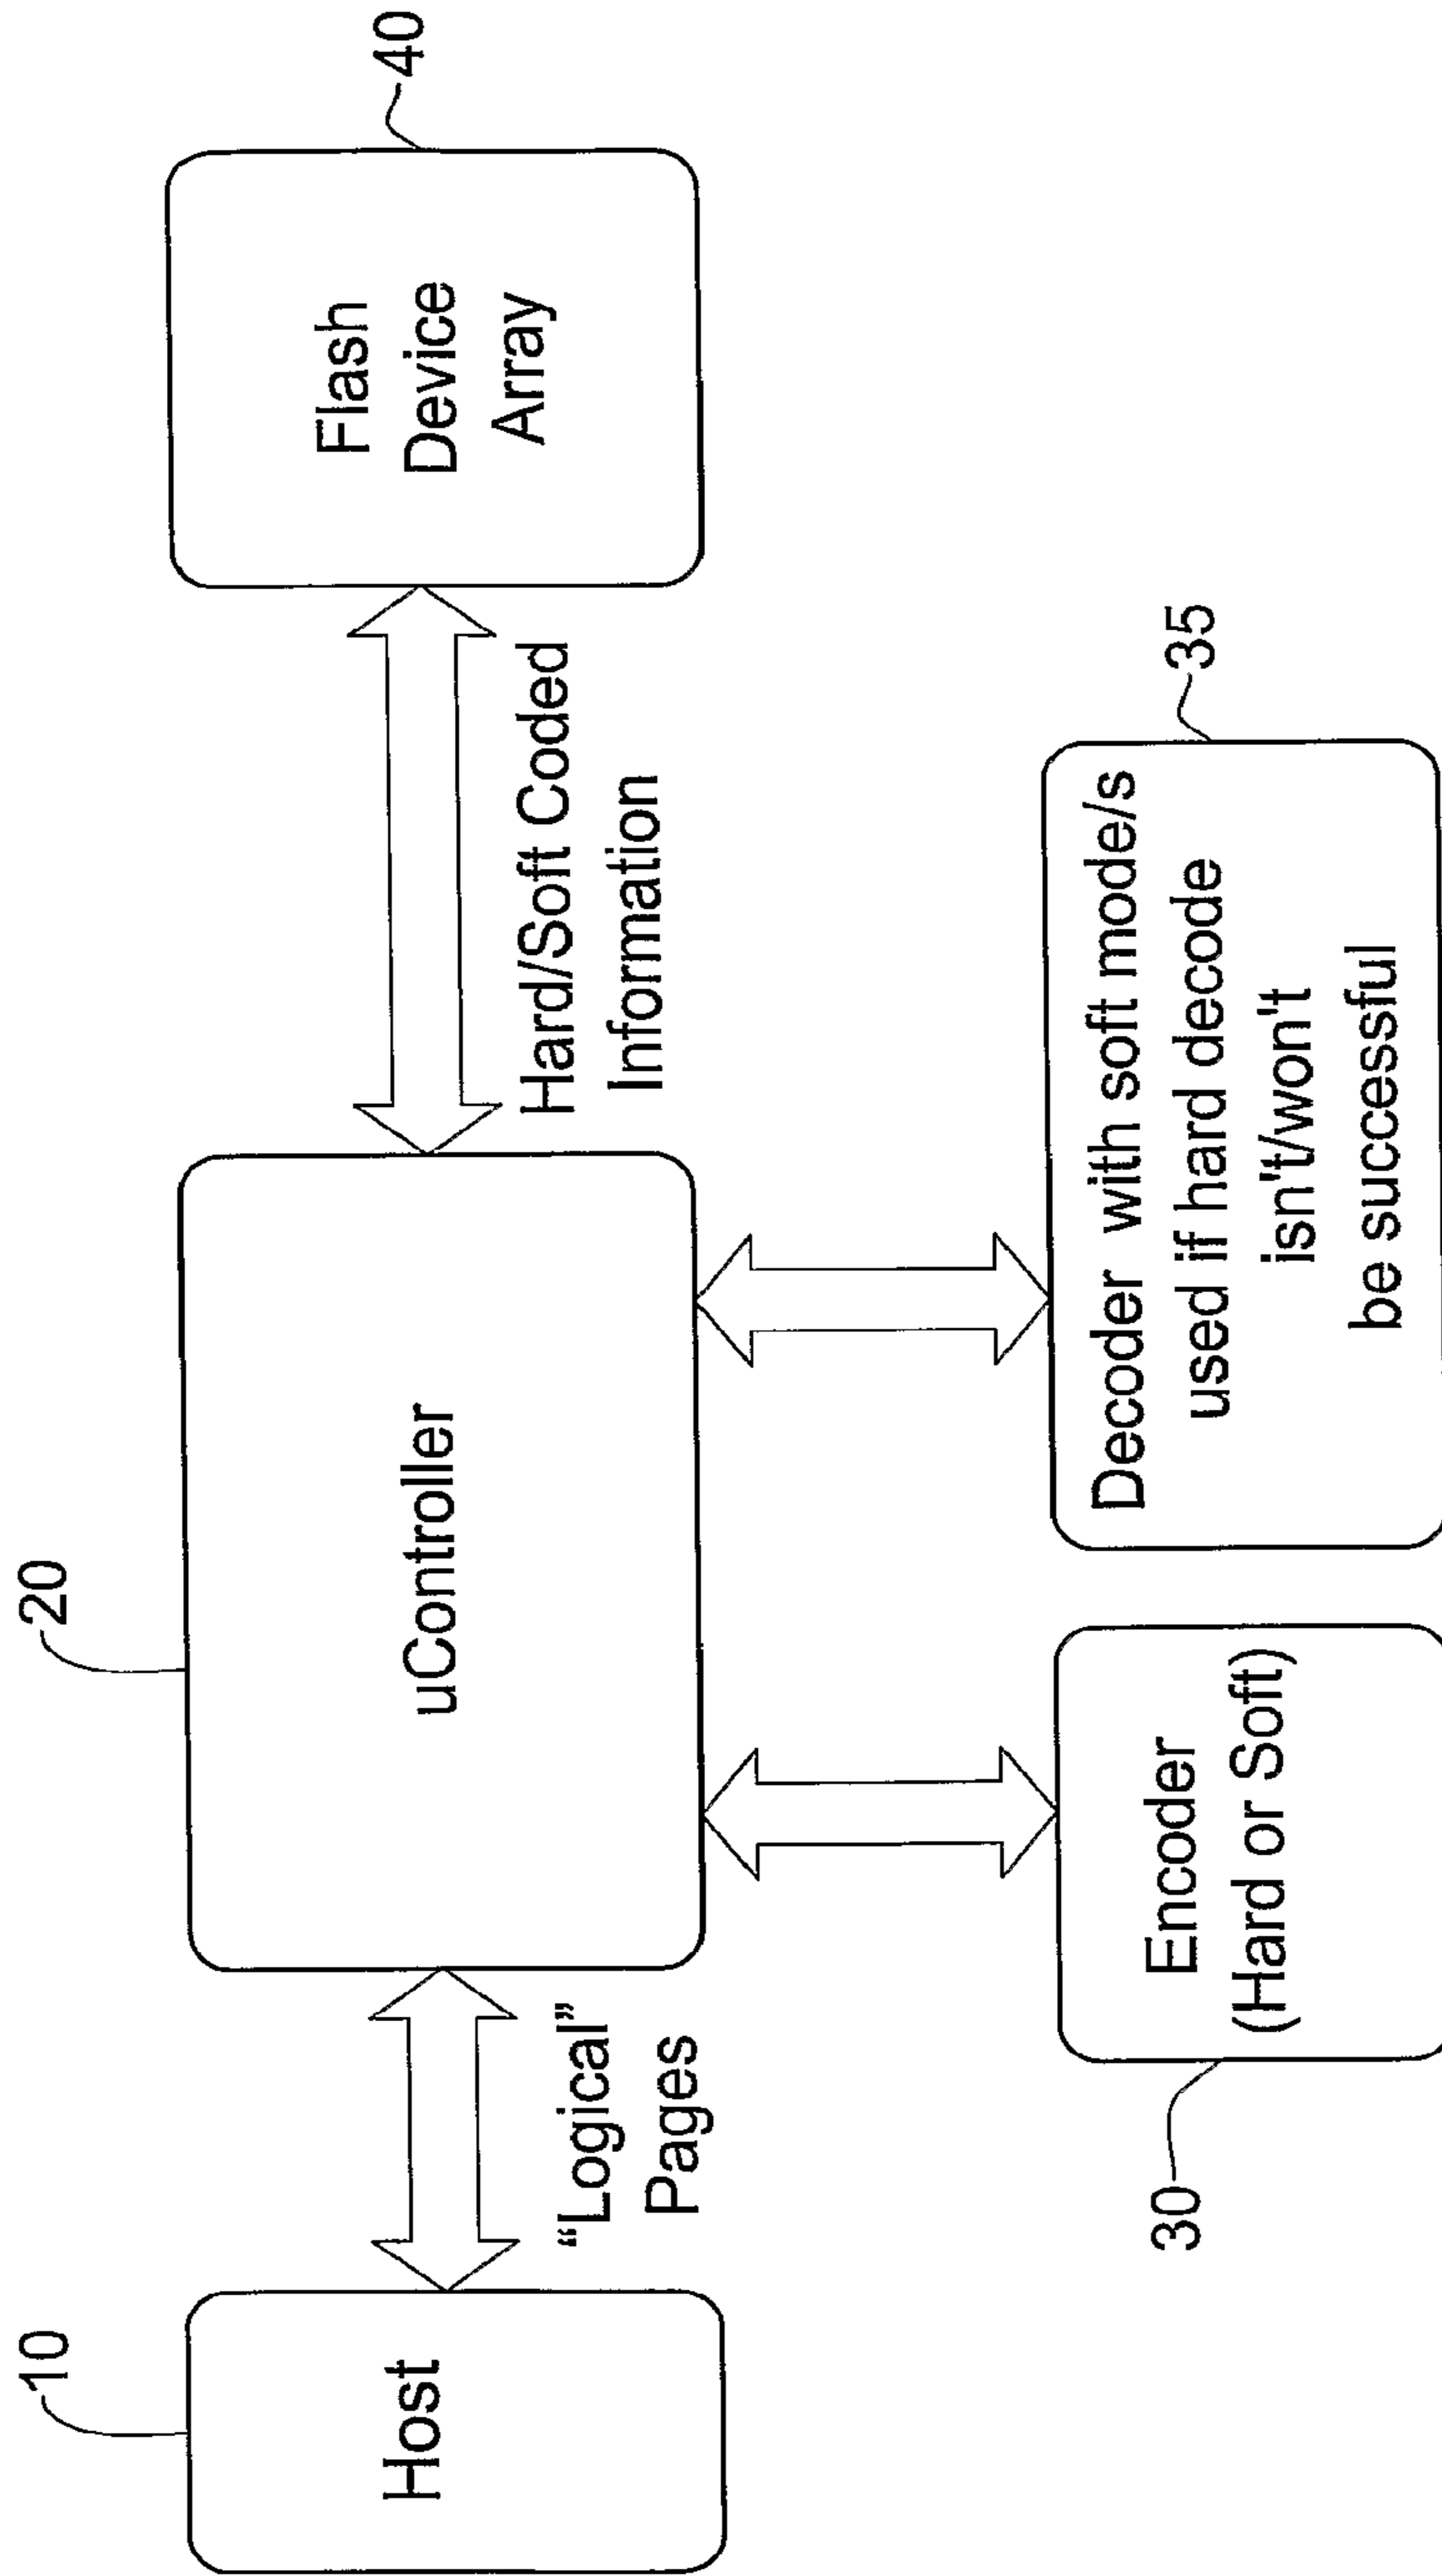 10
Host
"Logical"
Pages
20
uController
Hard/Soft Coded
Information
40
Flash
Device
Array
30
Encoder
(Hard or Soft)
35
Decoder with soft mode/s
used if hard decode
isn't/won't
be successful